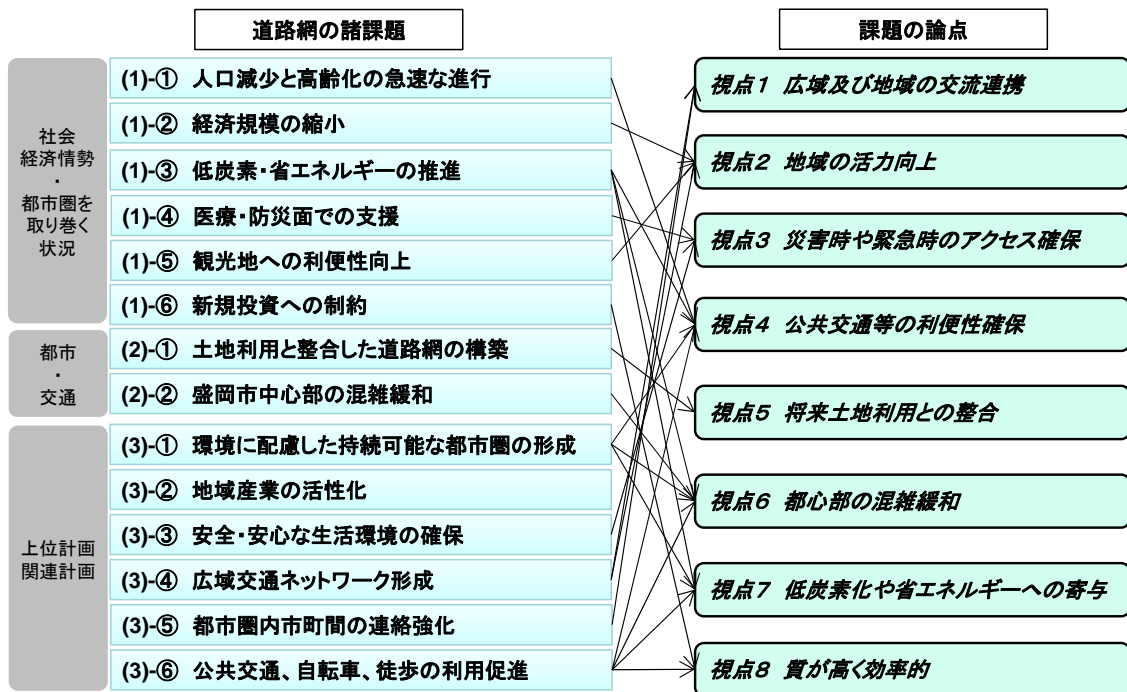 道路網の諸課題
課題の論点
社会
経済情勢
・
都市圏を
取り巻く
状況
(1)-① 人口減少と高齢化の急速な進行
(1)-② 経済規模の縮小
(1)-③ 低炭素・省エネルギーの推進
(1)-④ 医療・防災面での支援
(1)-⑤ 観光地への利便性向上
(1)-⑥ 新規投資への制約
都市
・
交通
(2)-① 土地利用と整合した道路網の構築
(2)-② 盛岡市中心部の混雑緩和
上位計画
関連計画
(3)-① 環境に配慮した持続可能な都市圏の形成
(3)-② 地域産業の活性化
(3)-③ 安全・安心な生活環境の確保
(3)-④ 広域交通ネットワーク形成
(3)-⑤ 都市圏内市町間の連絡強化
(3)-⑥ 公共交通、自転車、徒歩の利用促進
視点1 広域及び地域の交流連携
視点2 地域の活力向上
視点3 災害時や緊急時のアクセス確保
視点4 公共交通等の利便性確保
視点5 将来土地利用との整合
視点6 都心部の混雑緩和
視点7 低炭素化や省エネルギーへの寄与
視点8 質が高く効率的